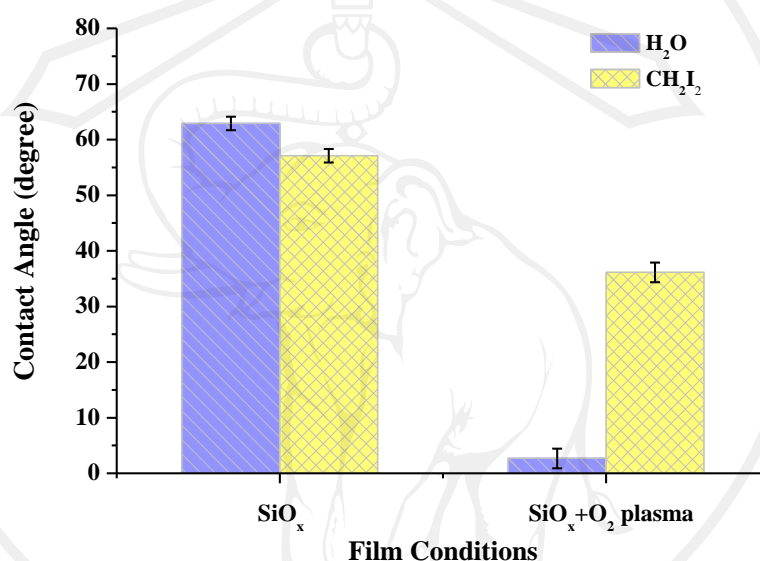 80
70
60
50
40
30
20
10
0
Contact Angle (degree)
H₂O
CH₂I₂
SiOₓ
SiOₓ+O₂ plasma
Film Conditions